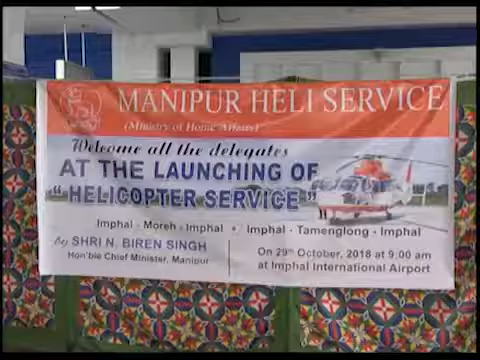 MANIPUR HELI SERVICE
(Ministry of Home Affairs)
Welcome all the delegates
AT THE LAUNCHING OF
"HELICOPTER SERVICE"
Imphal - Moreh - Imphal • Imphal - Tamenglong - Imphal
by SHRI N. BIREN SINGH
Hon'ble Chief Minister, Manipur
On 29th October, 2018 at 9:00 am
at Imphal International Airport